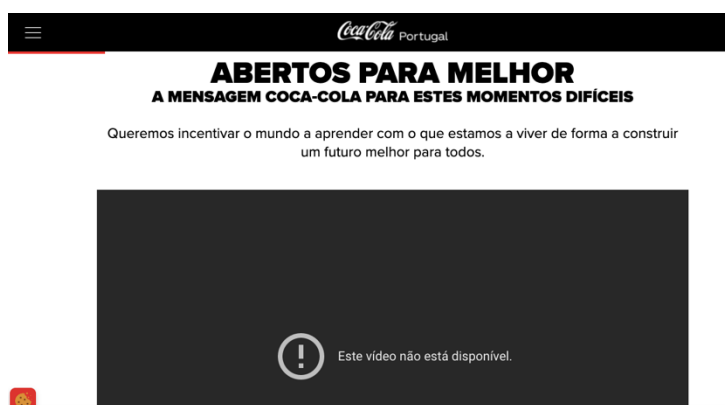 Coca-Cola Portugal
ABERTOS PARA MELHOR
A MENSAGEM COCA-COLA PARA ESTES MOMENTOS DIFÍCEIS
Queremos incentivar o mundo a aprender com o que estamos a viver de forma a construir
um futuro melhor para todos.
Este vídeo não está disponível.